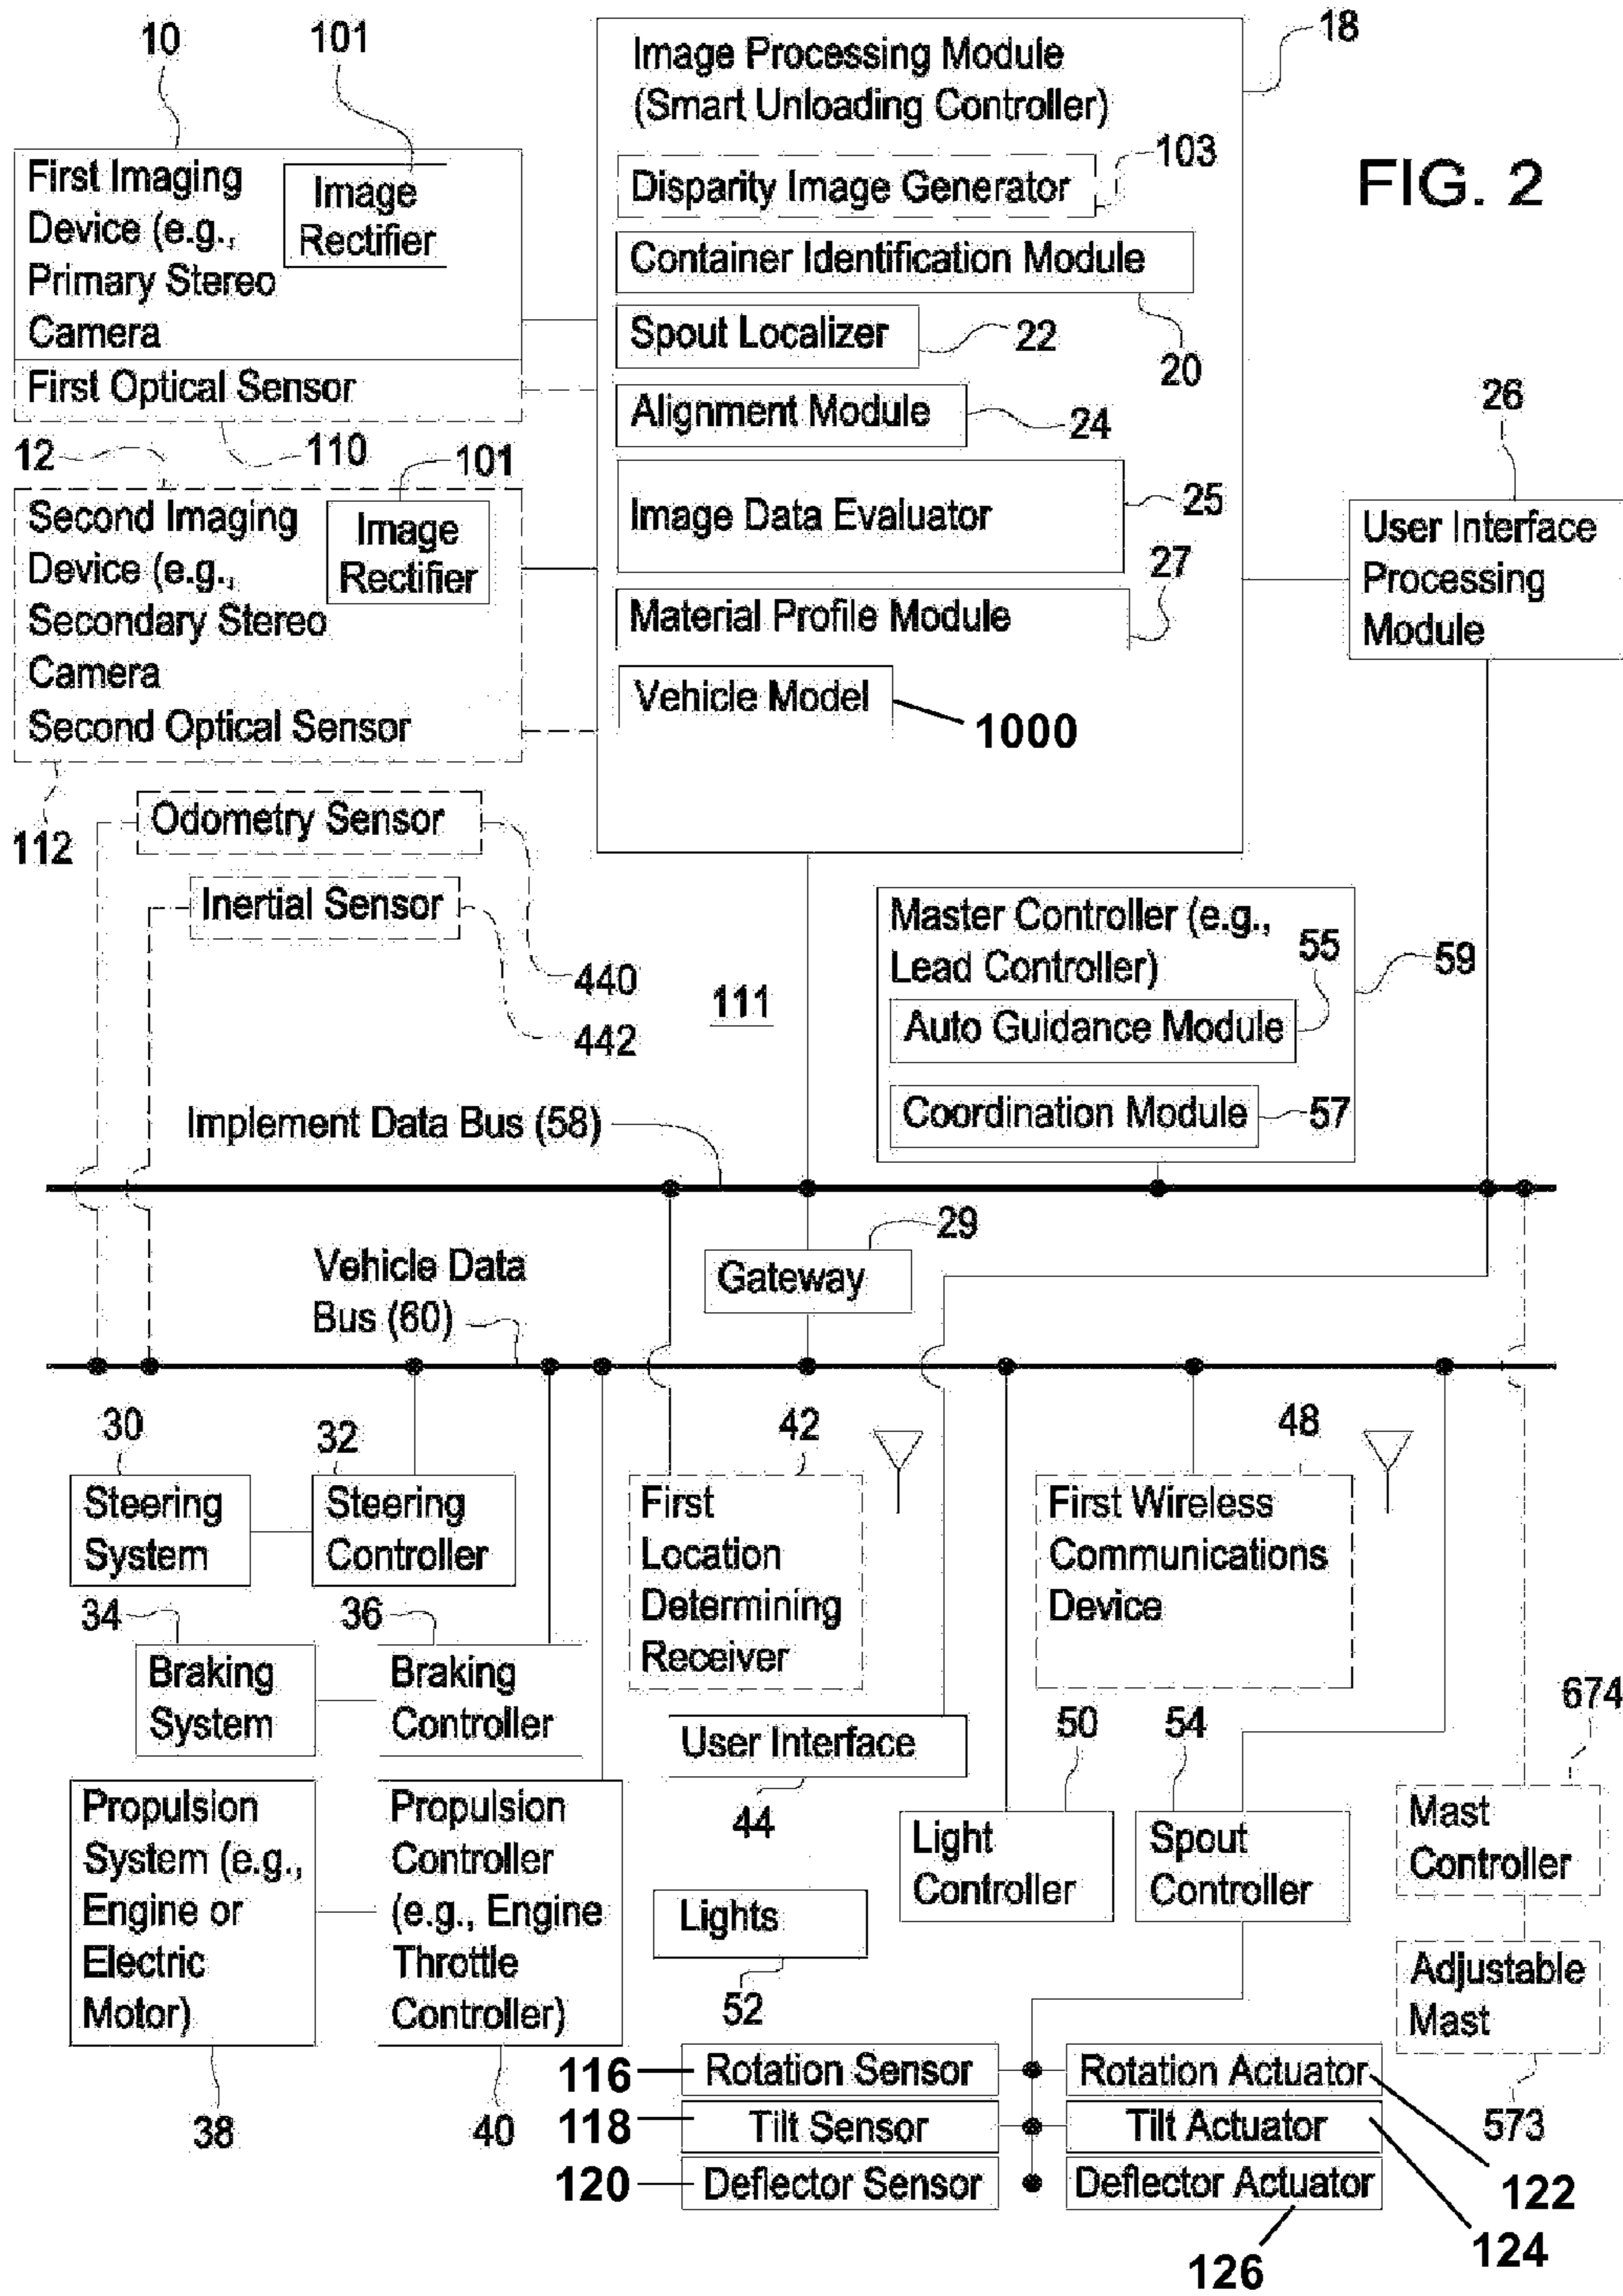 FIG. 2
10
101
First Imaging
Device (e.g.,
Primary Stereo
Camera
Image
Rectifier
First Optical Sensor
110
12
101
Second Imaging
Device (e.g.,
Secondary Stereo
Camera
Image
Rectifier
Second Optical Sensor
112
18
Image Processing Module
(Smart Unloading Controller)
Disparity Image Generator
103
Container Identification Module
20
Spout Localizer
22
Alignment Module
24
Image Data Evaluator
25
Material Profile Module
27
Vehicle Model
1000
26
User Interface
Processing
Module
Odometry Sensor
440
Inertial Sensor
442
111
Master Controller (e.g.,
Lead Controller)
59
Auto Guidance Module
55
Coordination Module
57
Implement Data Bus (58)
Gateway
29
Vehicle Data
Bus (60)
30
Steering
System
32
Steering
Controller
34
Braking
System
36
Braking
Controller
Propulsion
System (e.g.,
Engine or
Electric
Motor)
38
Propulsion
Controller
(e.g., Engine
Throttle
Controller)
40
42
First
Location
Determining
Receiver
48
First Wireless
Communications
Device
User Interface
44
Lights
52
50
Light
Controller
54
Spout
Controller
674
Mast
Controller
Adjustable
Mast
573
116
Rotation Sensor
Rotation Actuator
122
118
Tilt Sensor
Tilt Actuator
124
120
Deflector Sensor
Deflector Actuator
126